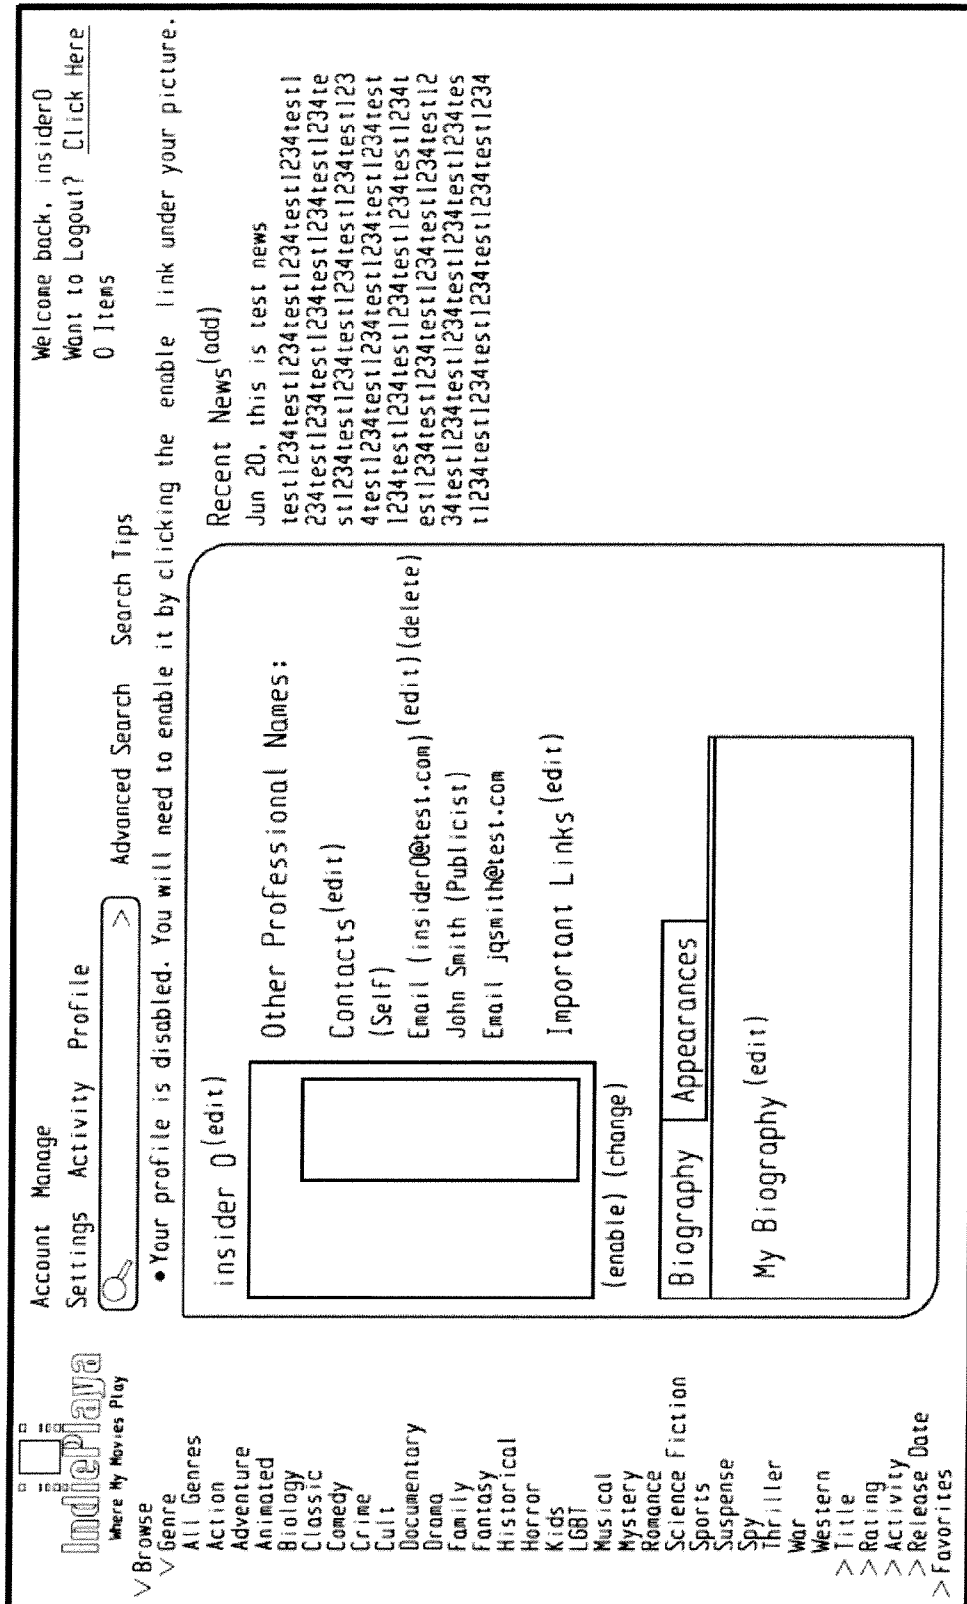 IndiePlaya
Where My Movies Play
Account Manage
Settings Activity Profile
Welcome back, insider0
Want to Logout? Click Here
0 Items
> Advanced Search Search Tips
• Your profile is disabled. You will need to enable it by clicking the enable link under your picture.
∨ Browse
∨ Genre
All Genres
Action
Adventure
Animated
Biology
Classic
Comedy
Crime
Cult
Documentary
Drama
Family
Fantasy
Historical
Horror
Kids
LGBT
Musical
Mystery
Romance
Science Fiction
Sports
Suspense
Spy
Thriller
War
Western
> Title
> Rating
> Activity
> Release Date
> Favorites
insider 0 (edit)
(enable) (change)
Other Professional Names:
Contacts (edit)
(Self)
Email (insider0@test.com) (edit)(delete)
John Smith (Publicist)
Email jqsmith@test.com
Important Links (edit)
Biography Appearances
My Biography (edit)
Recent News (add)
Jun 20, this is test news
test1234test1234test1234test1234test1
234test1234test1234test1234test1234te
st1234test1234test1234test1234test123
4test1234test1234test1234test1234test
1234test1234test1234test1234test1234t
est1234test1234test1234test1234test12
34test1234test1234test1234test1234tes
t1234test1234test1234test1234test1234